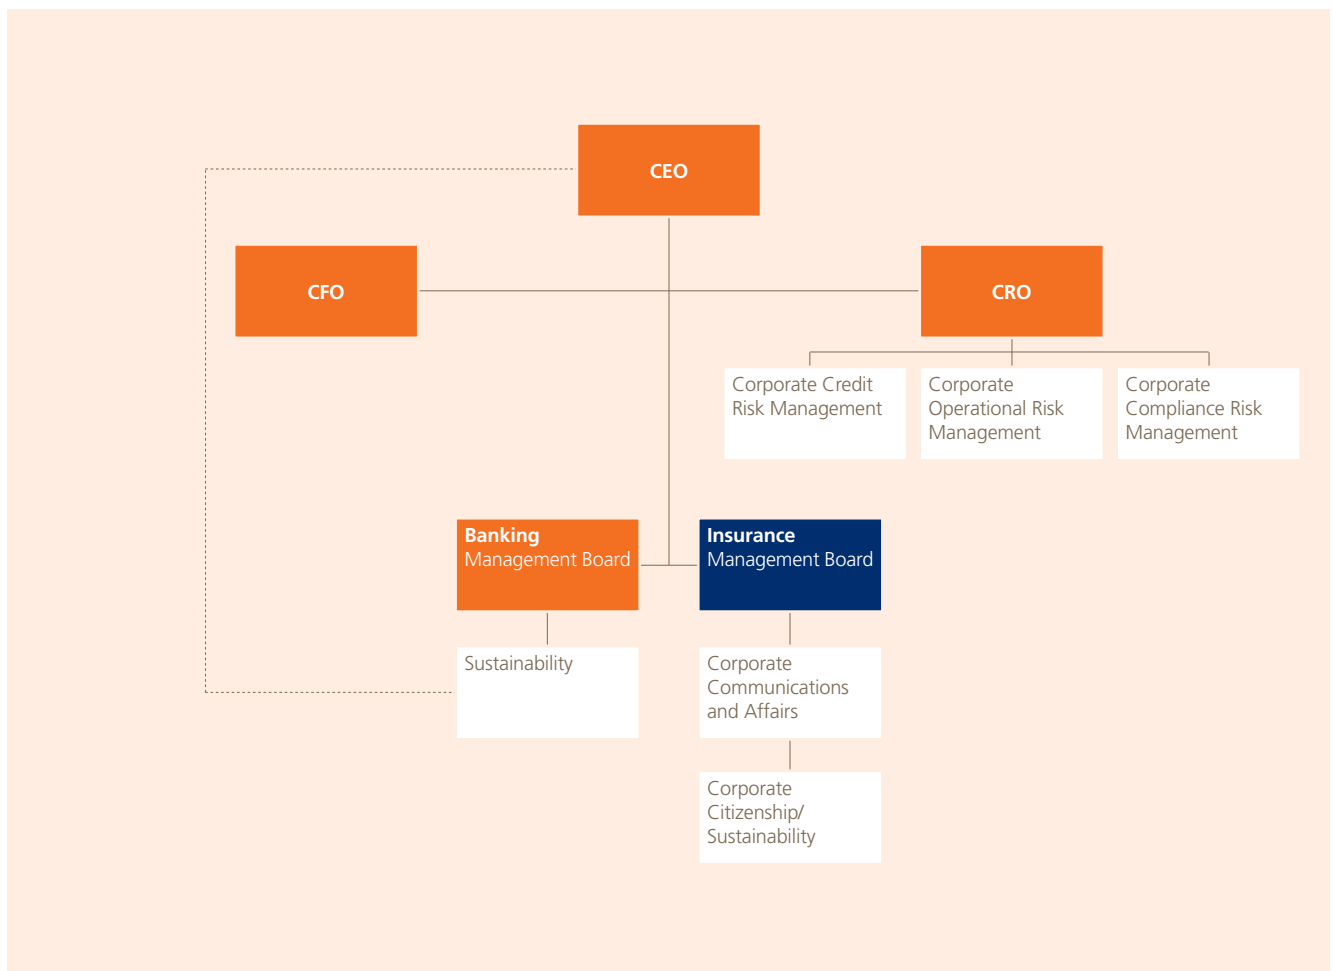 CEO
CFO
CRO
Corporate Credit
Risk Management
Corporate
Operational Risk
Management
Corporate
Compliance Risk
Management
Banking
Management Board
Insurance
Management Board
Sustainability
Corporate
Communications
and Affairs
Corporate
Citizenship/
Sustainability